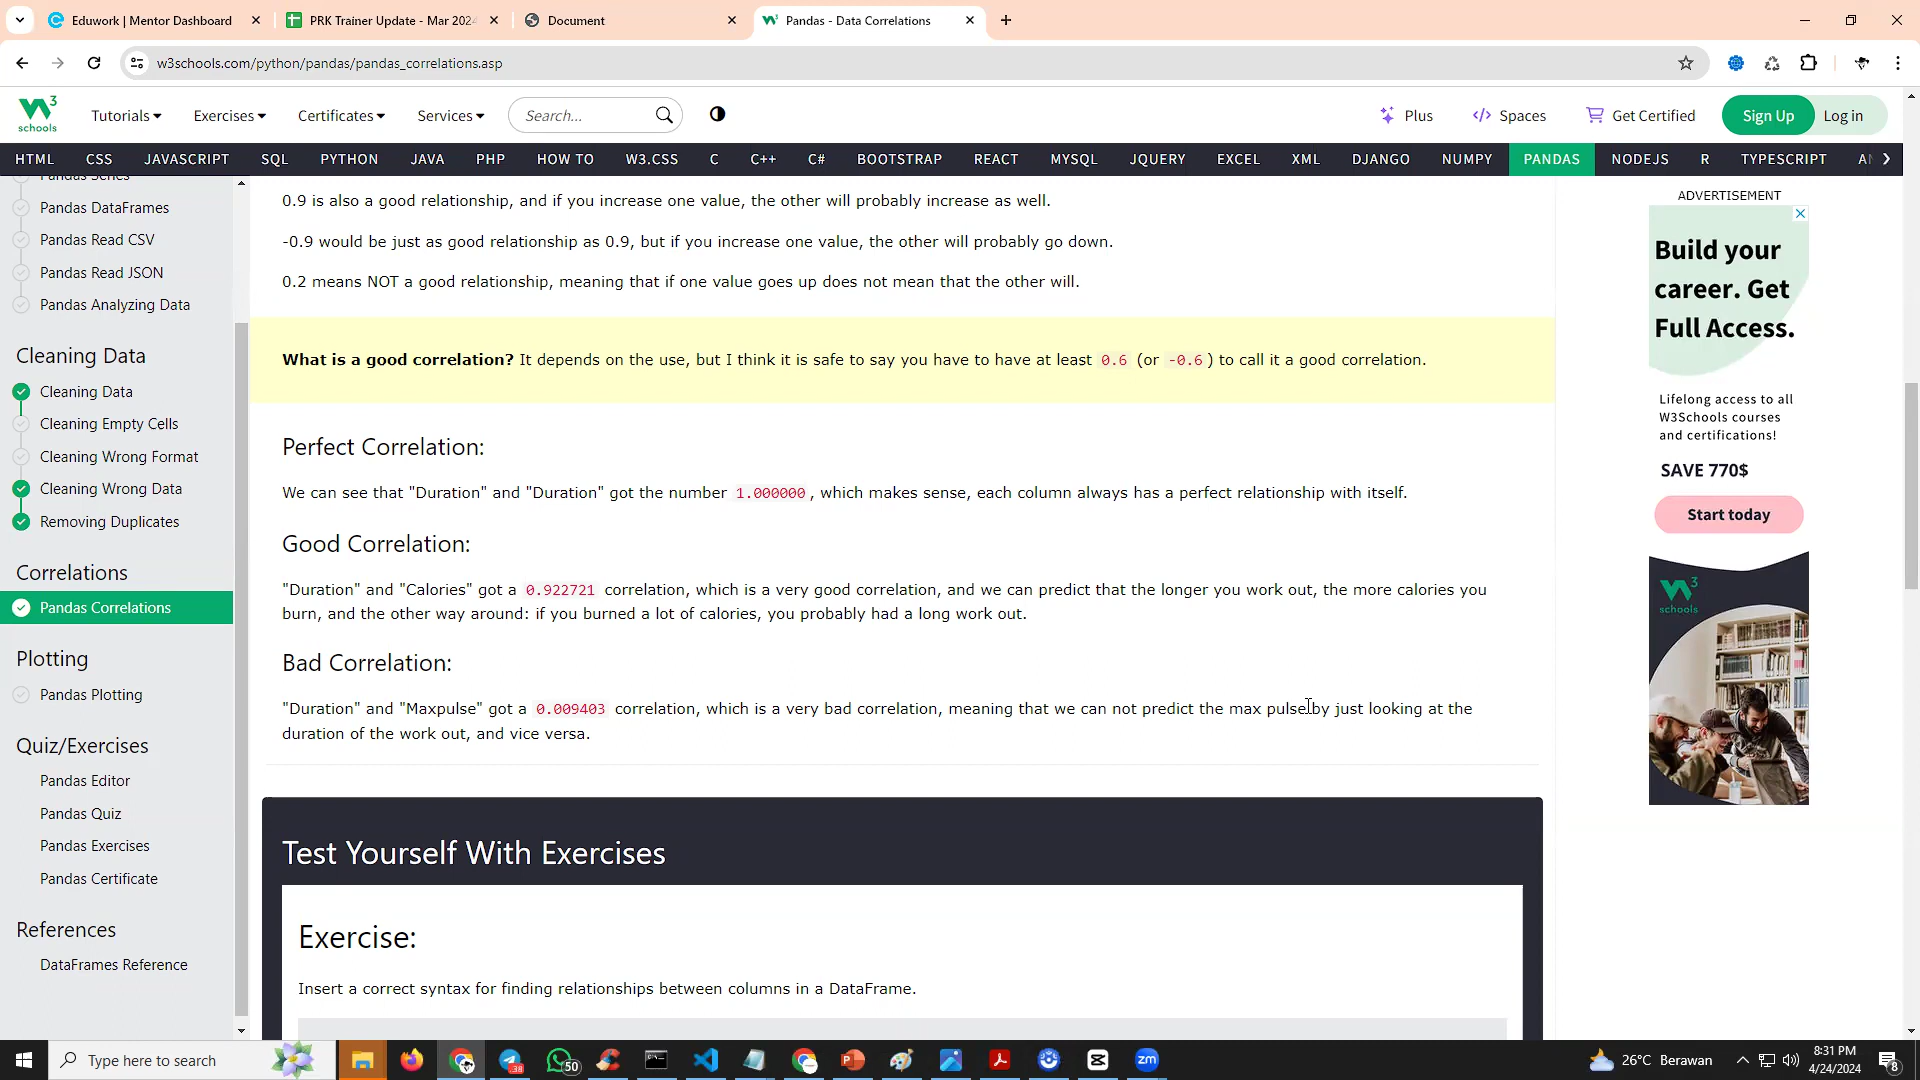 Eduwork | Mentor Dashboard
PRK Trainer Update - Mar 2024
Document
Pandas - Data Correlations
w3schools.com/python/pandas/pandas_correlations.asp
W3 schools
Tutorials
Exercises
Certificates
Services
Search...
Plus
Spaces
Get Certified
Sign Up
Log in
HTML CSS JAVASCRIPT SQL PYTHON JAVA PHP HOW TO W3.CSS C C++ C# BOOTSTRAP REACT MYSQL JQUERY EXCEL XML DJANGO NUMPY PANDAS NODEJS R TYPESCRIPT
Pandas Series
Pandas DataFrames
Pandas Read CSV
Pandas Read JSON
Pandas Analyzing Data
Cleaning Data
Cleaning Data
Cleaning Empty Cells
Cleaning Wrong Format
Cleaning Wrong Data
Removing Duplicates
Correlations
Pandas Correlations
Plotting
Pandas Plotting
Quiz/Exercises
Pandas Editor
Pandas Quiz
Pandas Exercises
Pandas Certificate
References
DataFrames Reference
0.9 is also a good relationship, and if you increase one value, the other will probably increase as well.
-0.9 would be just as good relationship as 0.9, but if you increase one value, the other will probably go down.
0.2 means NOT a good relationship, meaning that if one value goes up does not mean that the other will.
What is a good correlation? It depends on the use, but I think it is safe to say you have to have at least 0.6 (or -0.6) to call it a good correlation.
Perfect Correlation:
We can see that "Duration" and "Duration" got the number 1.000000, which makes sense, each column always has a perfect relationship with itself.
Good Correlation:
"Duration" and "Calories" got a 0.922721 correlation, which is a very good correlation, and we can predict that the longer you work out, the more calories you
burn, and the other way around: if you burned a lot of calories, you probably had a long work out.
Bad Correlation:
"Duration" and "Maxpulse" got a 0.009403 correlation, which is a very bad correlation, meaning that we can not predict the max pulse by just looking at the
duration of the work out, and vice versa.
Test Yourself With Exercises
Exercise:
Insert a correct syntax for finding relationships between columns in a DataFrame.
ADVERTISEMENT
Build your
career. Get
Full Access.
Lifelong access to all
W3Schools courses
and certifications!
SAVE 770$
Start today
W3 schools
Type here to search
38
50
zm
26°C Berawan
8:31 PM
4/24/2024
8